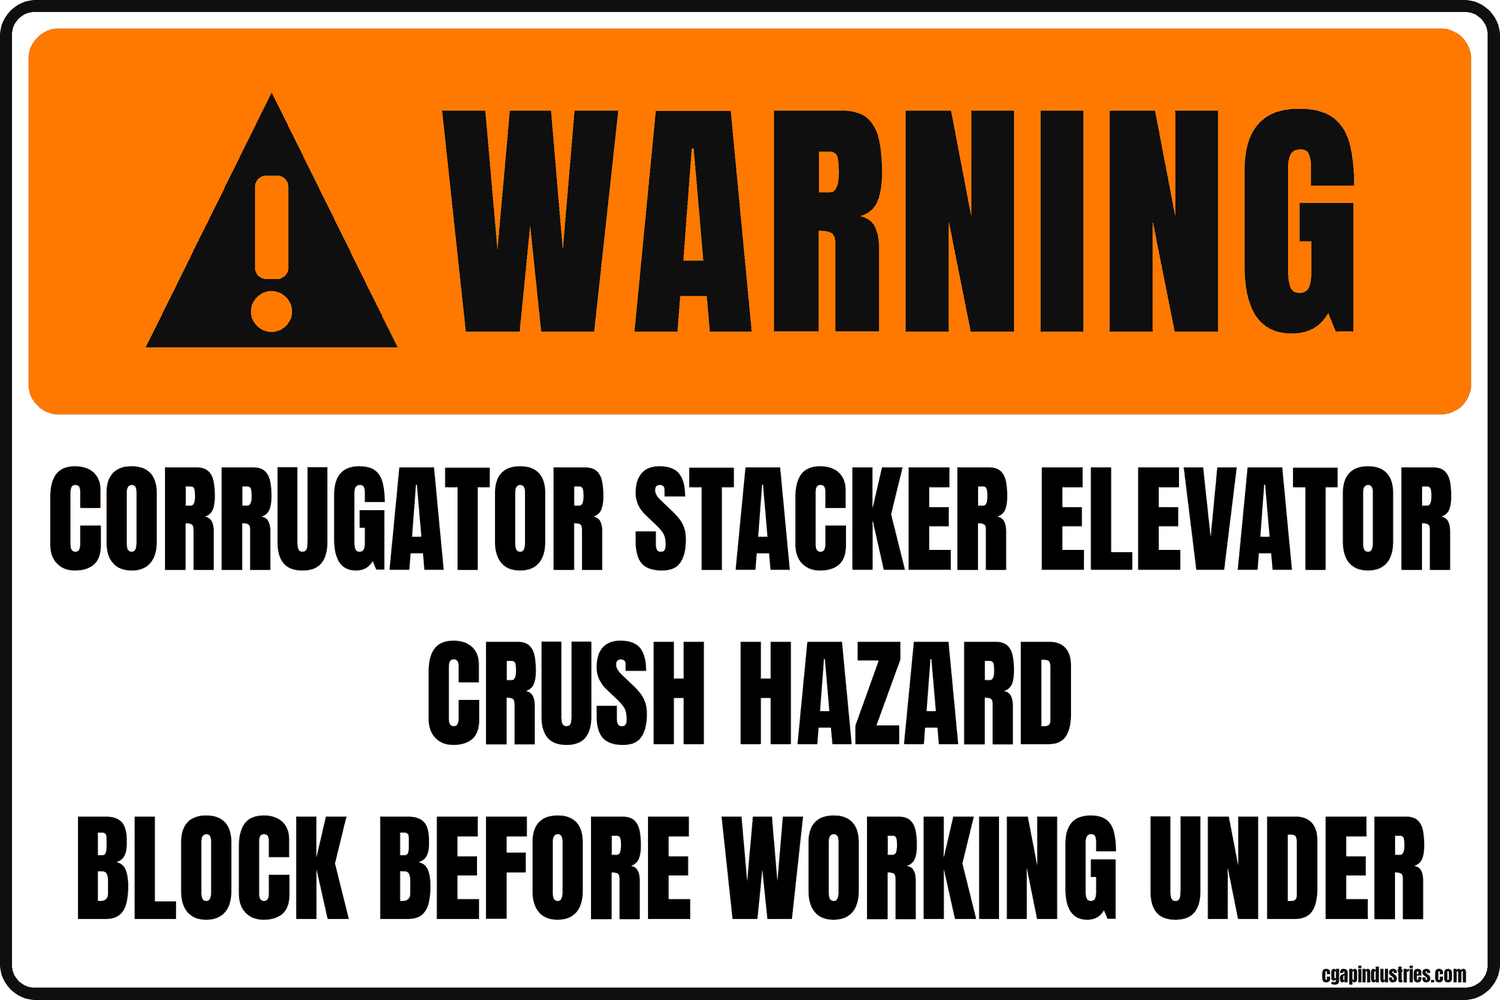 WARNING
CORRUGATOR STACKER ELEVATOR
CRUSH HAZARD
BLOCK BEFORE WORKING UNDER
cgapindustries.com